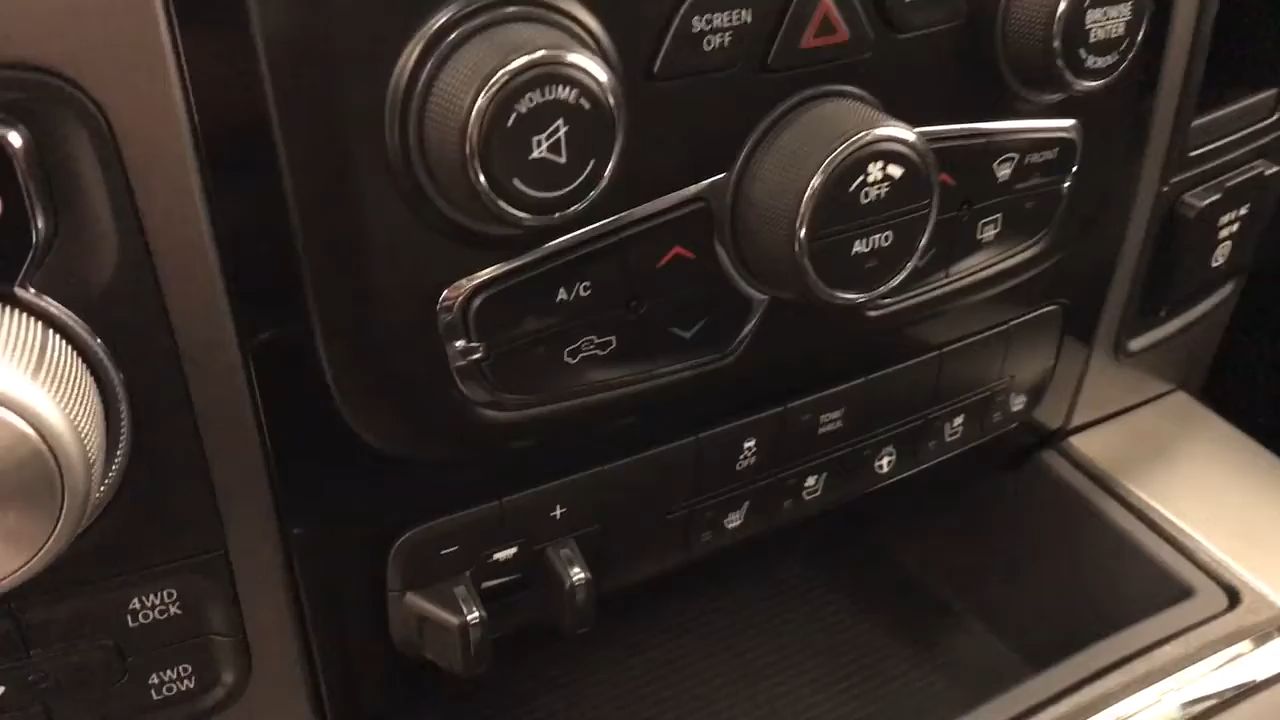 SCREEN
OFF
BROWSE
ENTER
VOLUME
FRONT
OFF
AUTO
A/C
TOW/
HAUL
OFF
+
−
4WD
LOCK
4WD
LOW